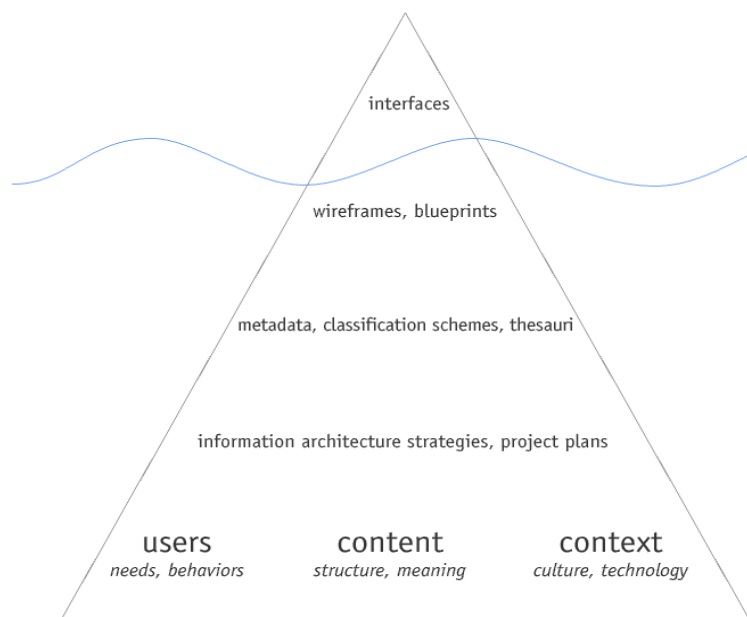 interfaces
wireframes, blueprints
metadata, classification schemes, thesauri
information architecture strategies, project plans
users content context
needs, behaviors structure, meaning culture, technology